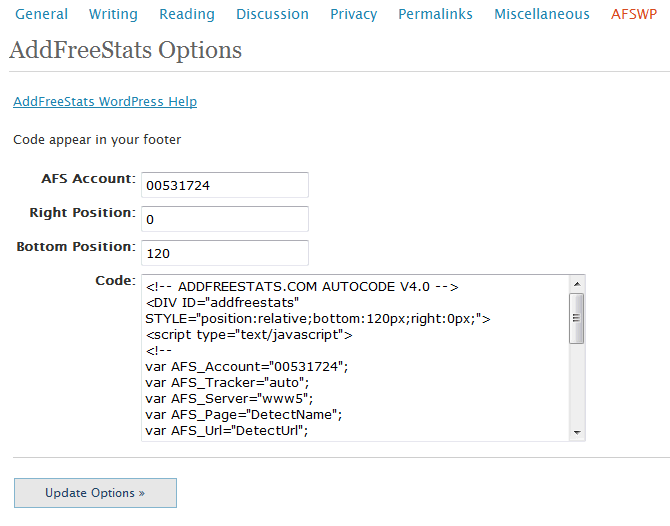 General Writing Reading Discussion Privacy Permalinks Miscellaneous AFSWP
AddFreeStats Options
AddFreeStats WordPress Help
Code appear in your footer
AFS Account: 00531724
Right Position: 0
Bottom Position: 120
Code: <!-- ADDFREESTATS.COM AUTOCODE V4.0 -->
<DIV ID="addfreestats"
STYLE="position:relative;bottom:120px;right:0px;">
<script type="text/javascript">
<!--
var AFS_Account="00531724";
var AFS_Tracker="auto";
var AFS_Server="www5";
var AFS_Page="DetectName";
var AFS_Url="DetectUrl";
Update Options »